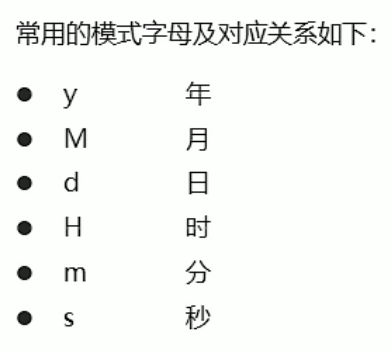 常用的模式字母及对应关系如下：
● y 年
● M 月
● d 日
● H 时
● m 分
● s 秒